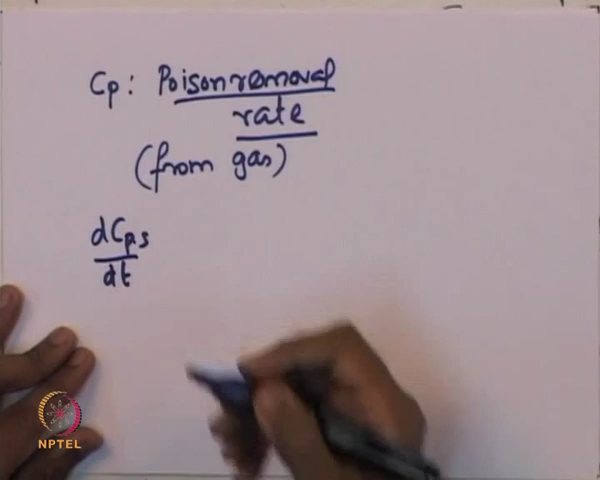 Cp: Poison removal
rate
(from gas)
dCps
dt
NPTEL